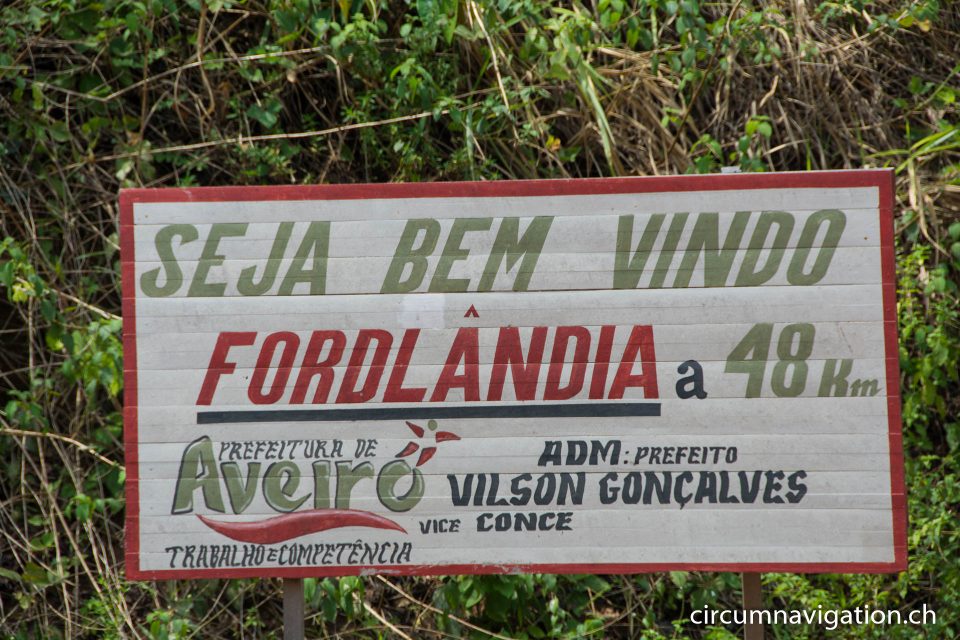 SEJA BEM VINDO
FORDLÂNDIA a 48 Km
PREFEITURA DE
AVEIRO
TRABALHO E COMPETÊNCIA
ADM: PREFEITO
VILSON GONÇALVES
VICE CONCE
circumnavigation.ch